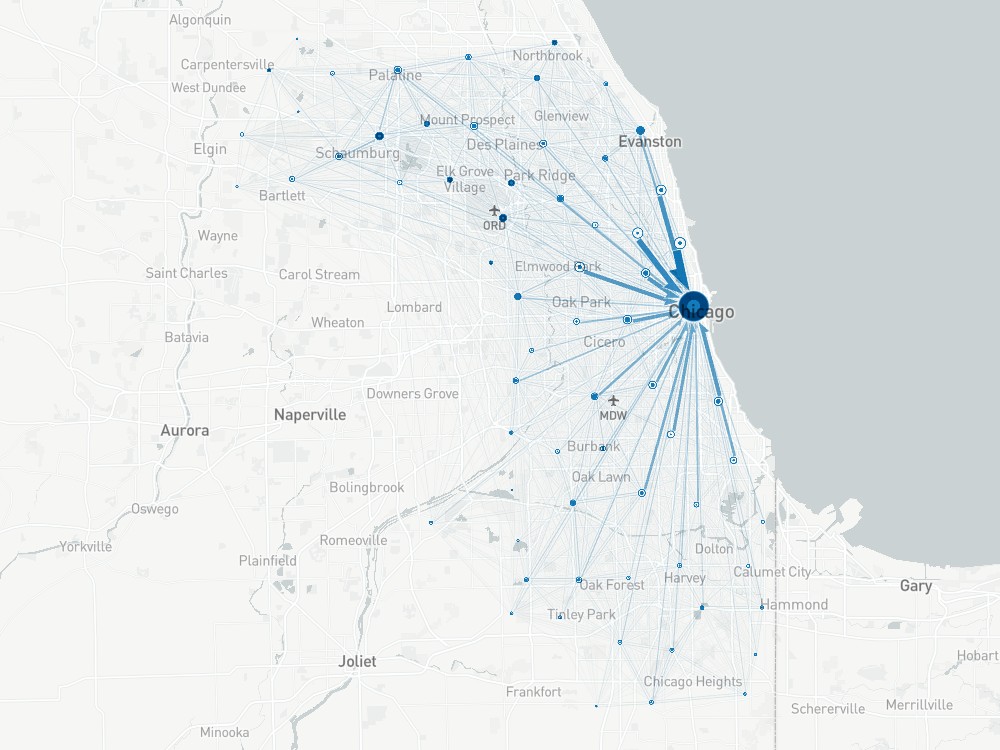 Algonquin
Northbrook
Carpentersville
Palatine
West Dundee
Mount Prospect
Glenview
Evanston
Elgin
Schaumburg
Des Plaines
Elk Grove
Village
Park Ridge
Bartlett
ORD
Wayne
Saint Charles
Carol Stream
Elmwood Park
Lombard
Oak Park
Chicago
Wheaton
Batavia
Cicero
Downers Grove
Naperville
MDW
Aurora
Burbank
Oak Lawn
Bolingbrook
Oswego
Romeoville
Yorkville
Plainfield
Dolton
Calumet City
Oak Forest
Harvey
Gary
Tinley Park
Hammond
Joliet
Hobart
Chicago Heights
Frankfort
Schererville
Merrillville
Minooka